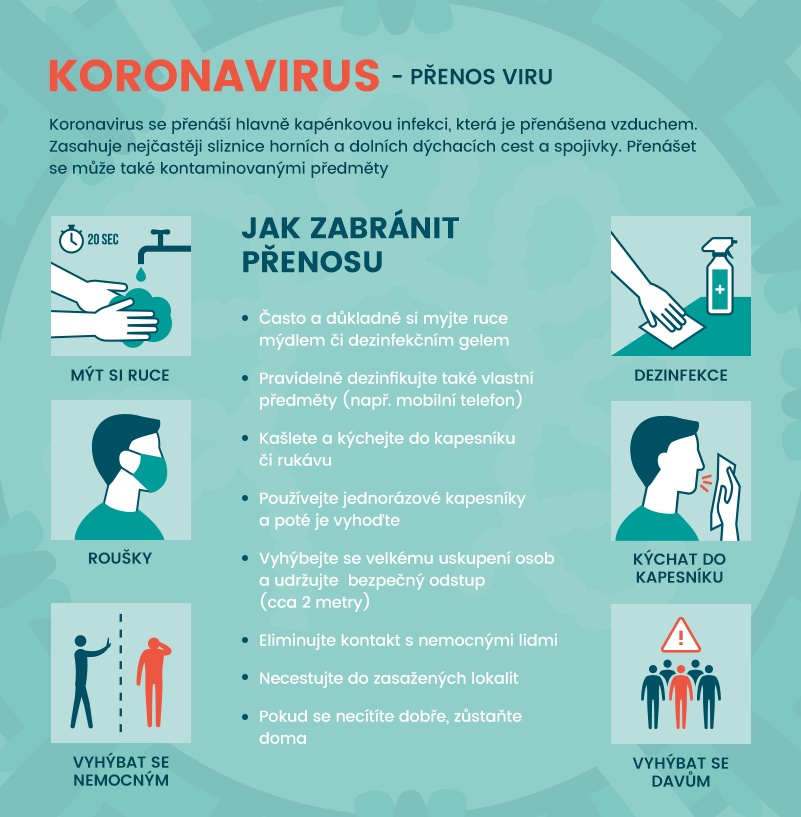 KORONAVIRUS - PŘENOS VIRU
Koronavirus se přenáší hlavně kapénkovou infekci, která je přenášena vzduchem.
Zasahuje nejčastěji sliznice horních a dolních dýchacích cest a spojivky. Přenášet
se může také kontaminovanými předměty
20 SEC
MÝT SI RUCE
ROUŠKY
VYHÝBAT SE
NEMOCNÝM
JAK ZABRÁNIT
PŘENOSU
• Často a důkladně si myjte ruce
mýdlem či dezinfekčním gelem
• Pravidelně dezinfikujte také vlastní
předměty (např. mobilní telefon)
• Kašlete a kýchejte do kapesníku
či rukávu
• Používejte jednorázové kapesníky
a poté je vyhoďte
• Vyhýbejte se velkému uskupení osob
a udržujte  bezpečný odstup
(cca 2 metry)
• Eliminujte kontakt s nemocnými lidmi
• Necestujte do zasažených lokalit
• Pokud se necítíte dobře, zůstaňte
doma
DEZINFEKCE
KÝCHAT DO
KAPESNÍKU
VYHÝBAT SE
DAVŮM